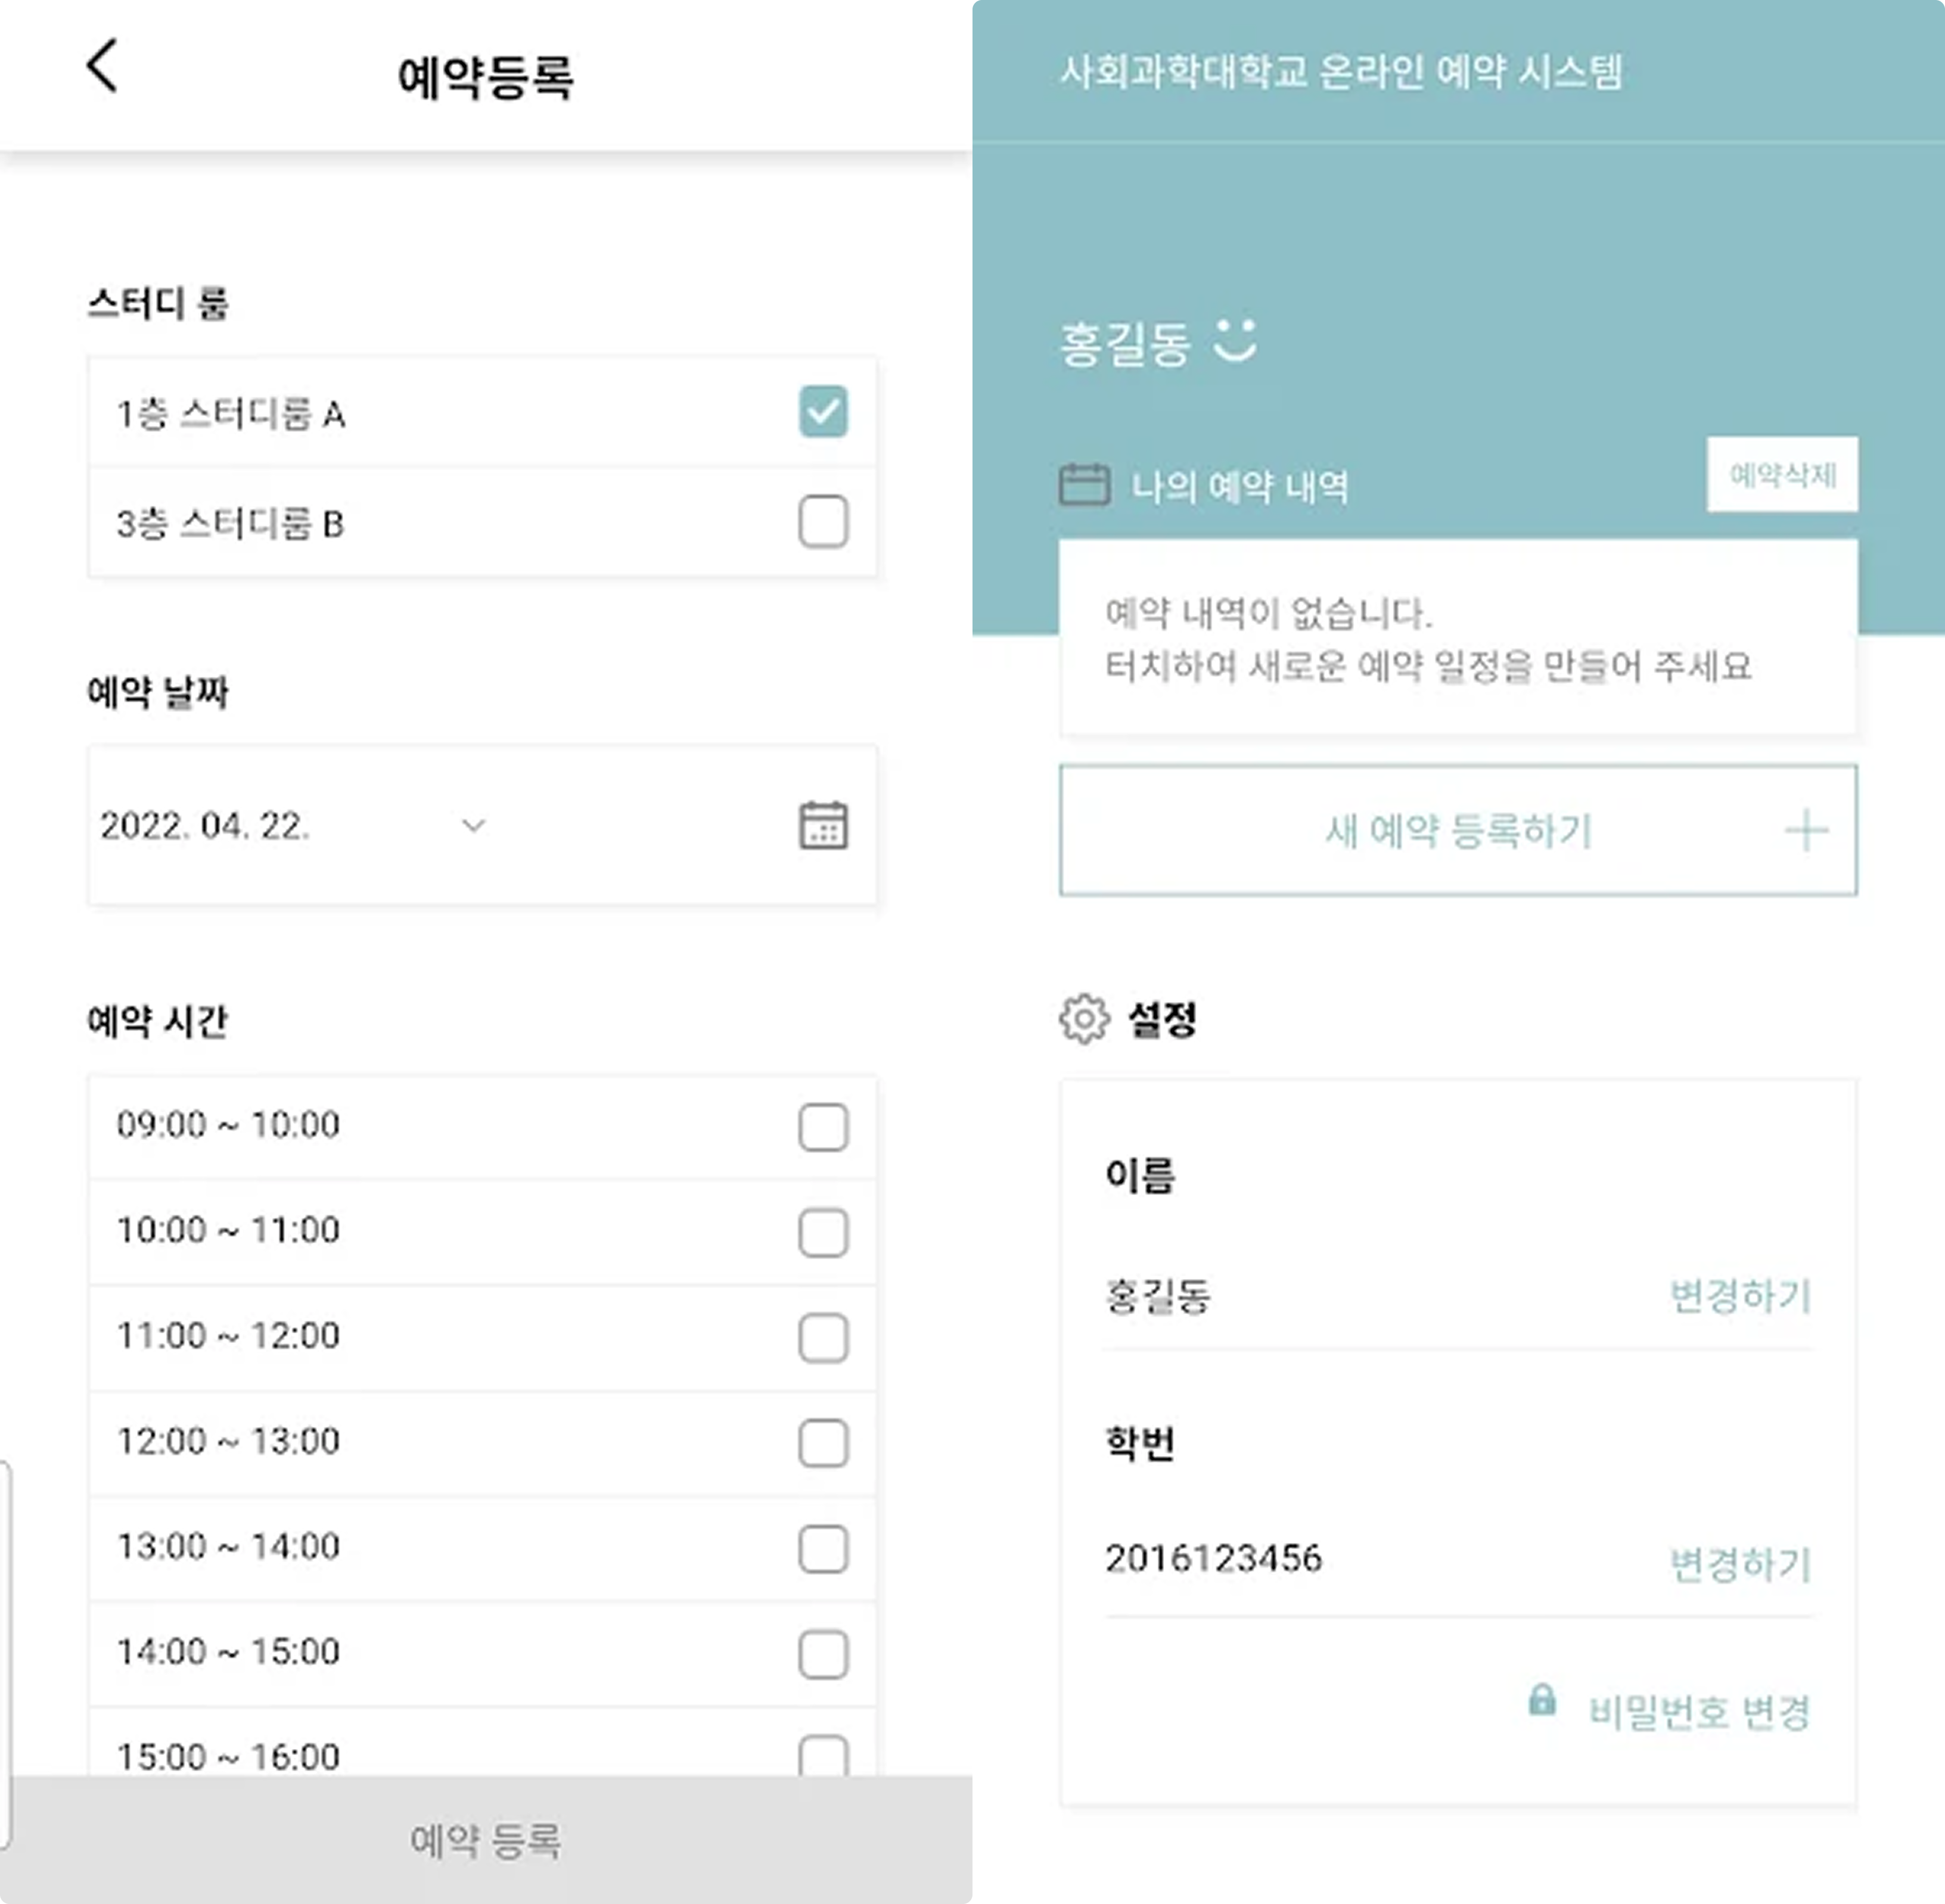 예약등록
스터디 룸
1층 스터디룸 A
3층 스터디룸 B
예약 날짜
2022. 04. 22.
예약 시간
09:00 ~ 10:00
10:00 ~ 11:00
11:00 ~ 12:00
12:00 ~ 13:00
13:00 ~ 14:00
14:00 ~ 15:00
15:00 ~ 16:00
예약 등록
사회과학대학교 온라인 예약 시스템
홍길동
나의 예약 내역
예약삭제
예약 내역이 없습니다.
터치하여 새로운 예약 일정을 만들어 주세요
새 예약 등록하기
설정
이름
홍길동 변경하기
학번
2016123456 변경하기
비밀번호 변경